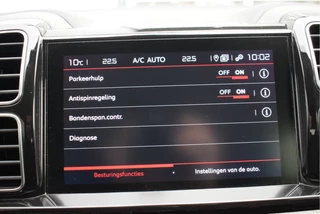 10°C 22.5 A/C AUTO 22.5 10:02
Parkeerhulp OFF ON
Antispinregeling OFF ON
Bandenspan.contr.
Diagnose
Besturingsfuncties Instellingen van de auto.